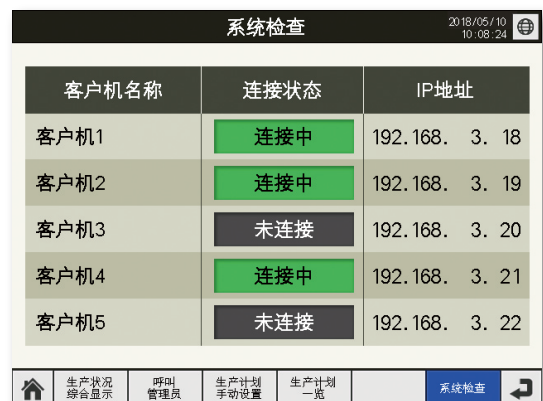 系统检查
2018/05/10
10:08:24
客户机名称 连接状态 IP地址
客户机1 连接中 192.168. 3. 18
客户机2 连接中 192.168. 3. 19
客户机3 未连接 192.168. 3. 20
客户机4 连接中 192.168. 3. 21
客户机5 未连接 192.168. 3. 22
生产状况
综合显示
呼叫
管理员
生产计划
手动设置
生产计划
一览
系统检查